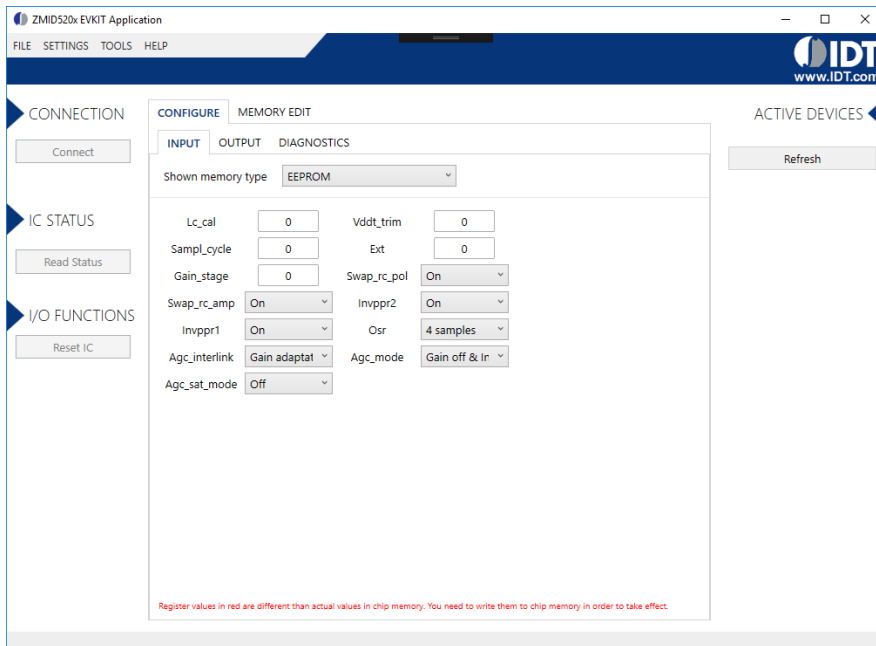 ZMID520x EVKIT Application
FILE SETTINGS TOOLS HELP
IDT
www.IDT.com
CONNECTION
Connect
IC STATUS
Read Status
I/O FUNCTIONS
Reset IC
CONFIGURE MEMORY EDIT
INPUT OUTPUT DIAGNOSTICS
Shown memory type EEPROM
Lc_cal 0 Vddt_trim 0
Sampl_cycle 0 Ext 0
Gain_stage 0 Swap_rc_pol On
Swap_rc_amp On Invppr2 On
Invppr1 On Osr 4 samples
Agc_interlink Gain adaptat Agc_mode Gain off & In
Agc_sat_mode Off
Register values in red are different than actual values in chip memory. You need to write them to chip memory in order to take effect.
ACTIVE DEVICES
Refresh